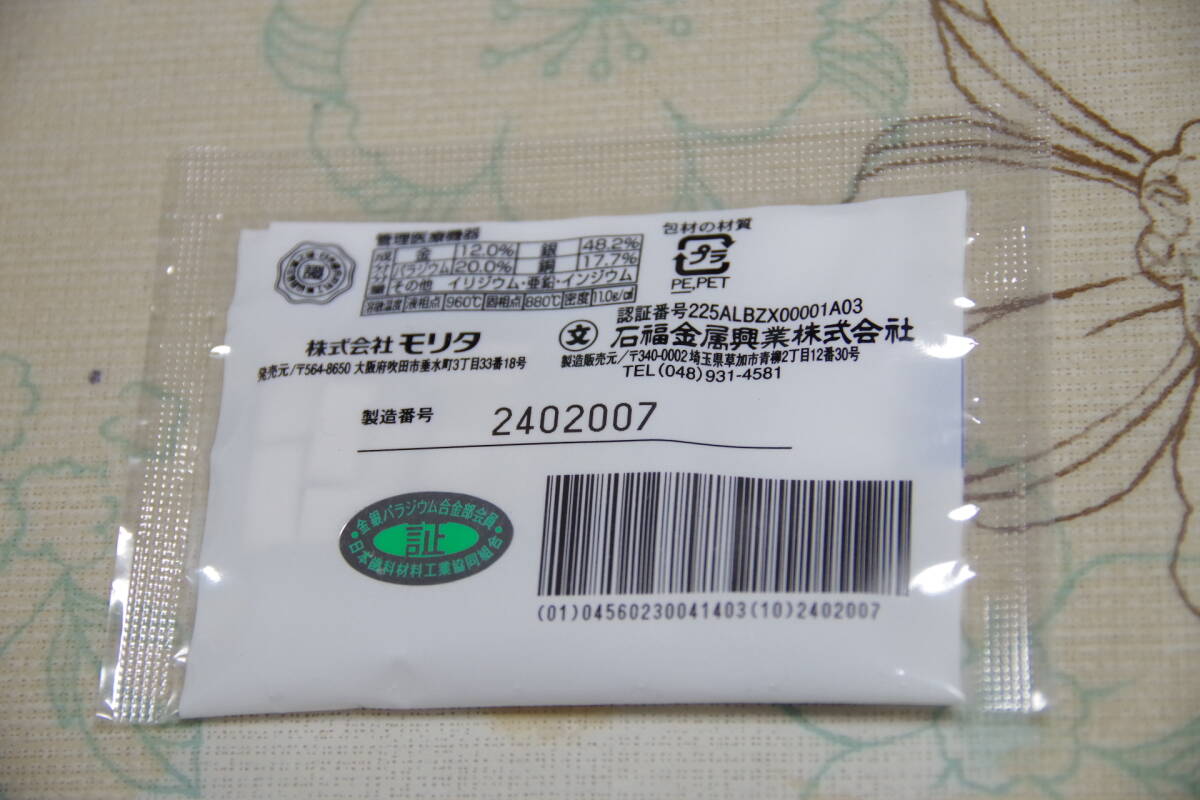 管理医療機器
成 金 12.0% 銀 48.2%
分 パラジウム 20.0% 銅 17.7%
その他 イリジウム・亜鉛・インジウム
溶融温度 液相点 960℃ 固相点 880℃ 密度 11.0g/㎤
包材の材質
プラ
PE,PET
認証番号225ALBZX00001A03
株式会社 モリタ
発売元/〒564-8650 大阪府吹田市垂水町3丁目33番18号
文 石福金属興業株式会社
製造販売元/〒340-0002 埼玉県草加市青柳2丁目12番30号
TEL(048)931-4581
製造番号 2402007
・金銀パラジウム合金部会員・
証
日本歯科材料工業協同組合
(01)04560230041403(10)2402007